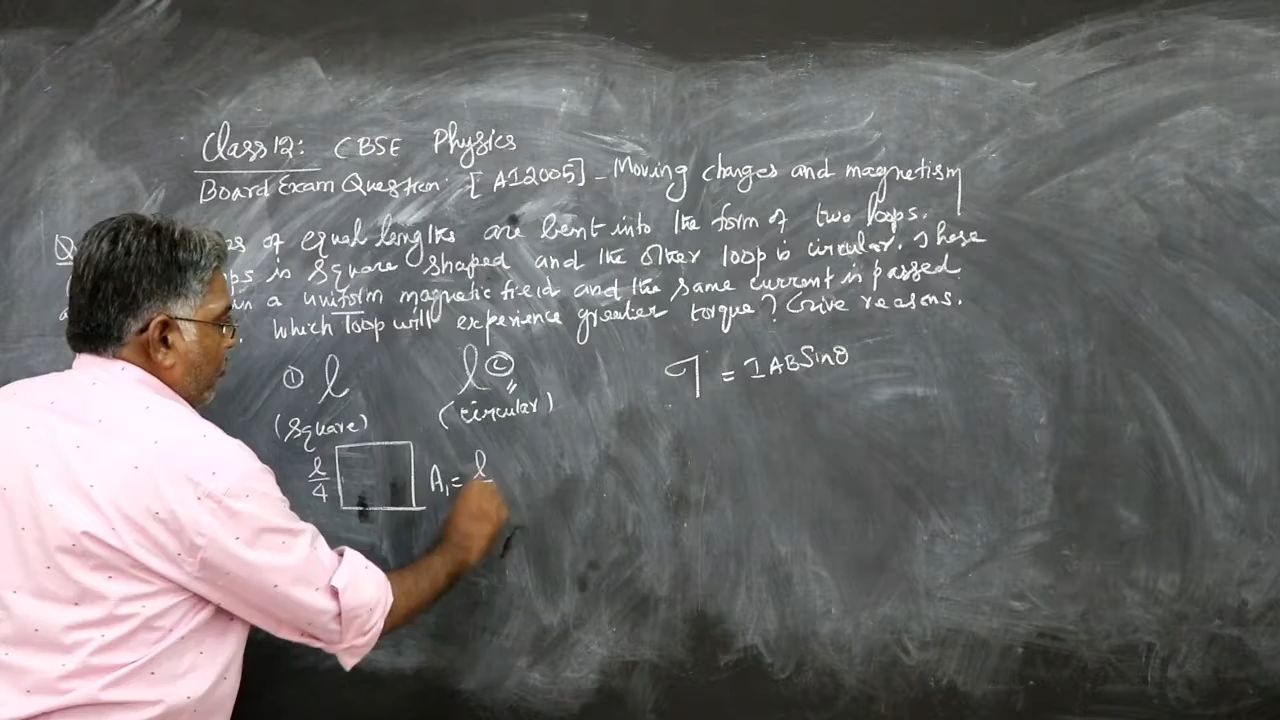 Class 12: CBSE Physics
Board Exam Question: [AI2005] - Moving charges and magnetism
Q of equal lengths are bent into the form of two loops.
is square shaped and the other loop is circular. These
in a uniform magnetic field and the same current is passed
. Which loop will experience greater torque? Give reasons.
① l l ②
(Square) (Circular)
τ = IABSinθ
l/4 A₁ = l